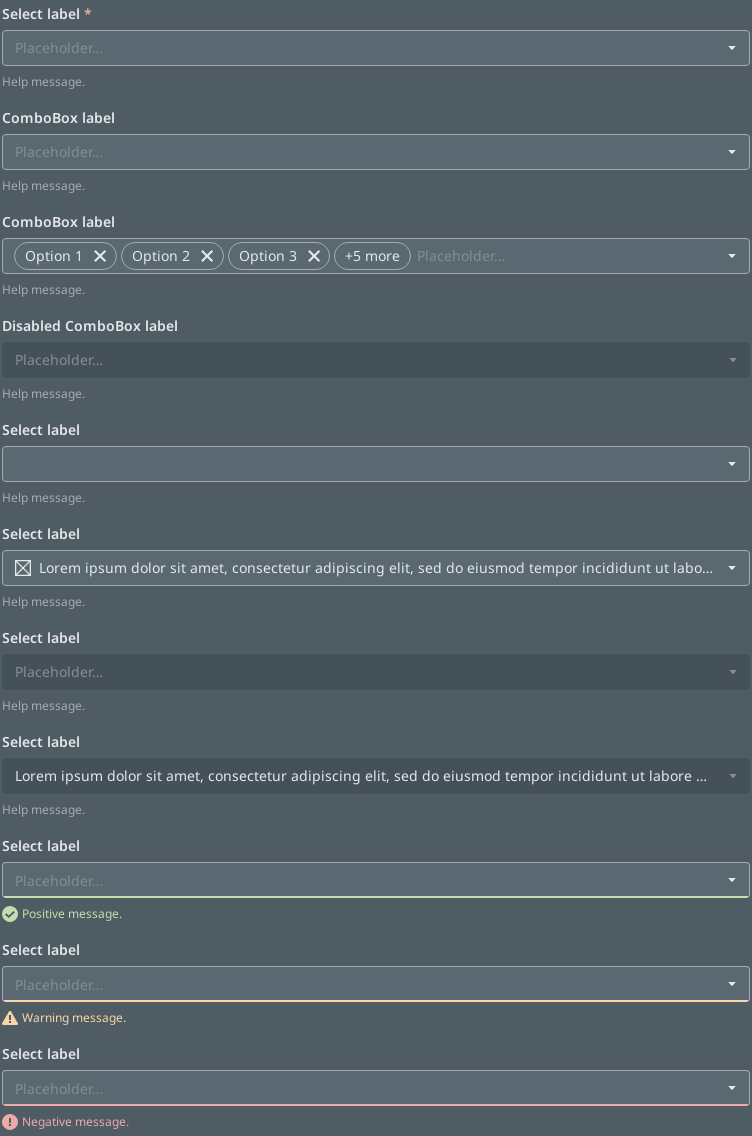 Select label *
Placeholder...
Help message.
ComboBox label
Placeholder...
Help message.
ComboBox label
Option 1 Option 2 Option 3 +5 more Placeholder...
Help message.
Disabled ComboBox label
Placeholder...
Help message.
Select label
Help message.
Select label
Lorem ipsum dolor sit amet, consectetur adipiscing elit, sed do eiusmod tempor incididunt ut labo...
Help message.
Select label
Placeholder...
Help message.
Select label
Lorem ipsum dolor sit amet, consectetur adipiscing elit, sed do eiusmod tempor incididunt ut labore ...
Help message.
Select label
Placeholder...
Positive message.
Select label
Placeholder...
Warning message.
Select label
Placeholder...
Negative message.